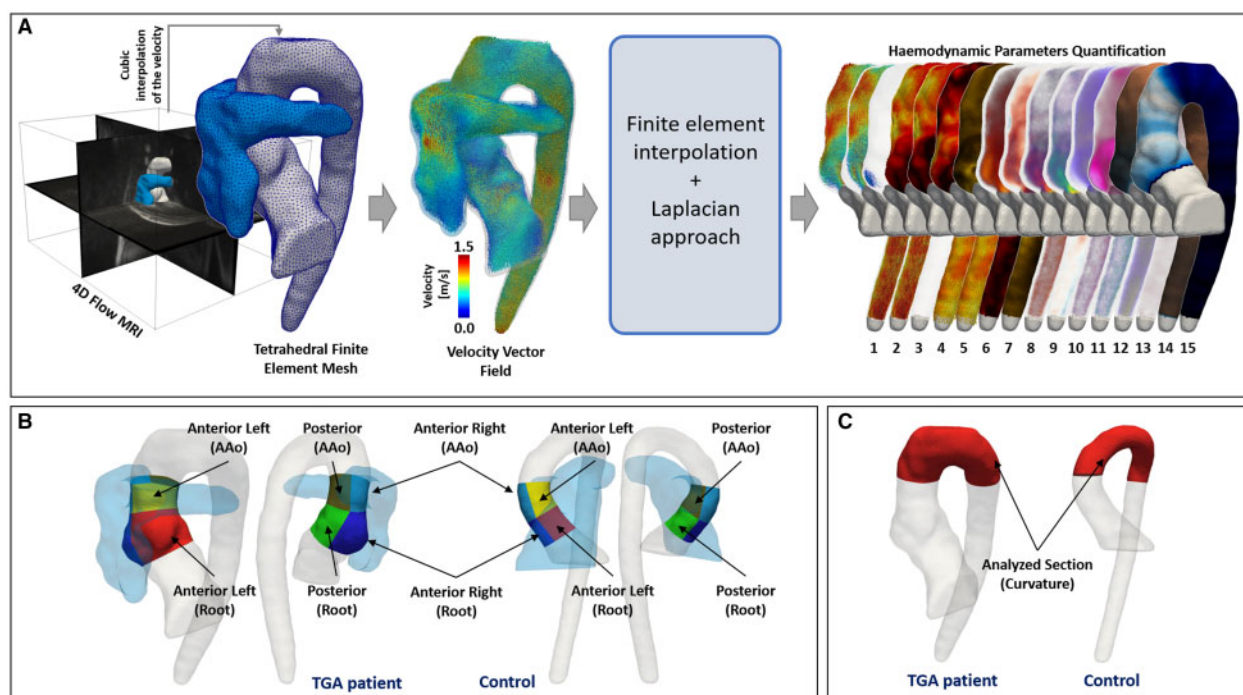 A
Cubic
interpolation
of the velocity
4D Flow MRI
Tetrahedral Finite
Element Mesh
Velocity
[m/s]
1.5
0.0
Velocity Vector
Field
Finite element
interpolation
+
Laplacian
approach
Haemodynamic Parameters Quantification
1 2 3 4 5 6 7 8 9 10 11 12 13 14 15
B
Anterior Left
(AAo)
Posterior
(AAo)
Anterior Right
(AAo)
Anterior Left
(AAo)
Posterior
(AAo)
Anterior Left
(Root)
Posterior
(Root)
Anterior Right
(Root)
Anterior Left
(Root)
Posterior
(Root)
TGA patient
Control
C
Analyzed Section
(Curvature)
TGA patient
Control